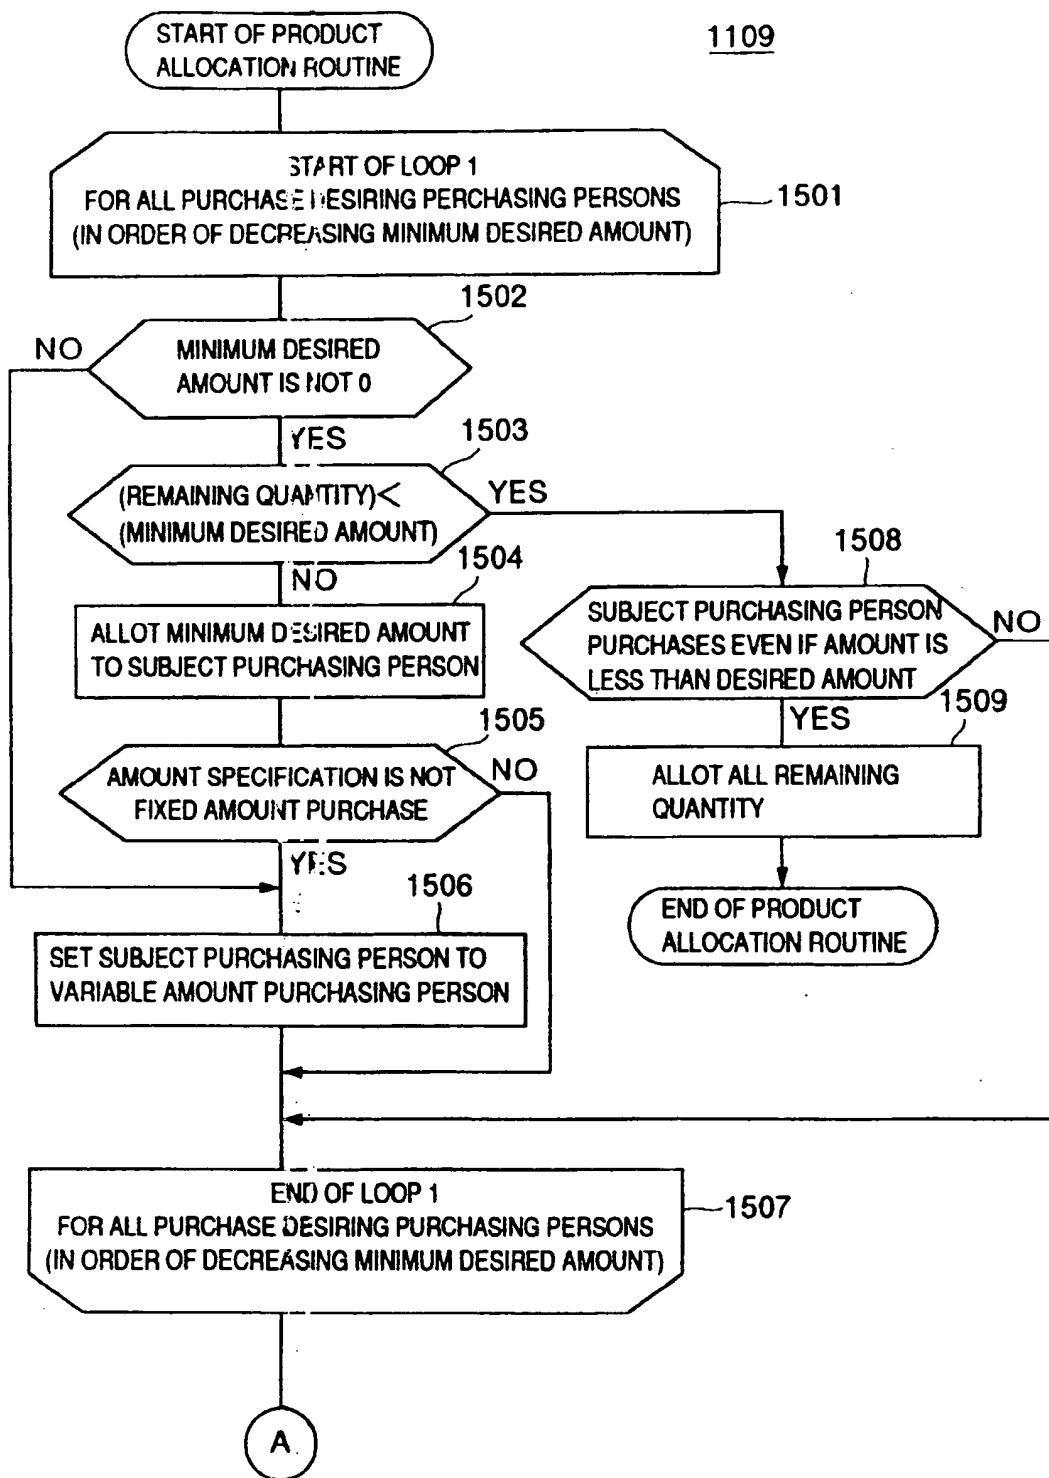 START OF PRODUCT
ALLOCATION ROUTINE
1109
START OF LOOP 1
FOR ALL PURCHASE DESIRING PERCHASING PERSONS
(IN ORDER OF DECREASING MINIMUM DESIRED AMOUNT)
1501
1502
NO
MINIMUM DESIRED
AMOUNT IS NOT 0
YES
1503
(REMAINING QUANTITY)<
(MINIMUM DESIRED AMOUNT)
YES
NO
1504
1508
ALLOT MINIMUM DESIRED AMOUNT
TO SUBJECT PURCHASING PERSON
SUBJECT PURCHASING PERSON
PURCHASES EVEN IF AMOUNT IS
LESS THAN DESIRED AMOUNT
NO
YES
1505
1509
AMOUNT SPECIFICATION IS NOT
FIXED AMOUNT PURCHASE
NO
ALLOT ALL REMAINING
QUANTITY
YES
1506
END OF PRODUCT
ALLOCATION ROUTINE
SET SUBJECT PURCHASING PERSON TO
VARIABLE AMOUNT PURCHASING PERSON
END OF LOOP 1
FOR ALL PURCHASE DESIRING PURCHASING PERSONS
(IN ORDER OF DECREASING MINIMUM DESIRED AMOUNT)
1507
A